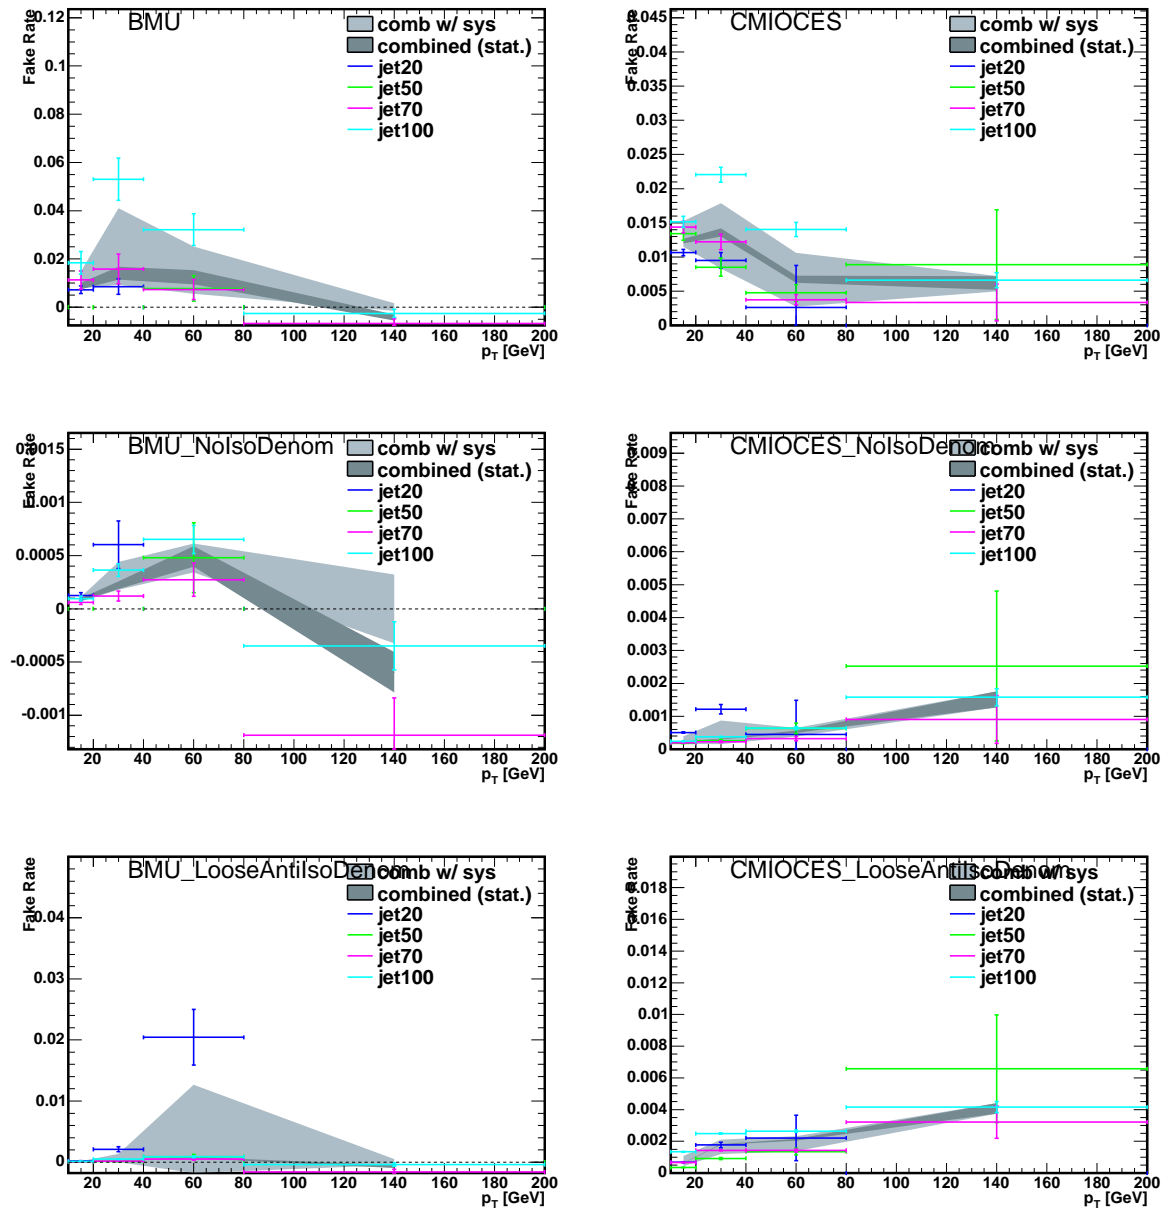 BMU
Fake Rate
comb w/ sys
combined (stat.)
jet20
jet50
jet70
jet100
0.12
0.1
0.08
0.06
0.04
0.02
0
20 40 60 80 100 120 140 160 180 200
p_T [GeV]
CMIOCES
Fake Rate
comb w/ sys
combined (stat.)
jet20
jet50
jet70
jet100
0.045
0.04
0.035
0.03
0.025
0.02
0.015
0.01
0.005
0
20 40 60 80 100 120 140 160 180 200
p_T [GeV]
BMU_NoIsoDenom
Fake Rate
comb w/ sys
combined (stat.)
jet20
jet50
jet70
jet100
0.0015
0.001
0.0005
0
-0.0005
-0.001
20 40 60 80 100 120 140 160 180 200
p_T [GeV]
CMIOCES_NoIsoDenom
Fake Rate
comb w/ sys
combined (stat.)
jet20
jet50
jet70
jet100
0.009
0.008
0.007
0.006
0.005
0.004
0.003
0.002
0.001
0
20 40 60 80 100 120 140 160 180 200
p_T [GeV]
BMU_LooseAntiIsoDenom
Fake Rate
comb w/ sys
combined (stat.)
jet20
jet50
jet70
jet100
0.04
0.03
0.02
0.01
0
20 40 60 80 100 120 140 160 180 200
p_T [GeV]
CMIOCES_LooseAntiIsoDenom
Fake Rate
comb w/ sys
combined (stat.)
jet20
jet50
jet70
jet100
0.018
0.016
0.014
0.012
0.01
0.008
0.006
0.004
0.002
0
20 40 60 80 100 120 140 160 180 200
p_T [GeV]